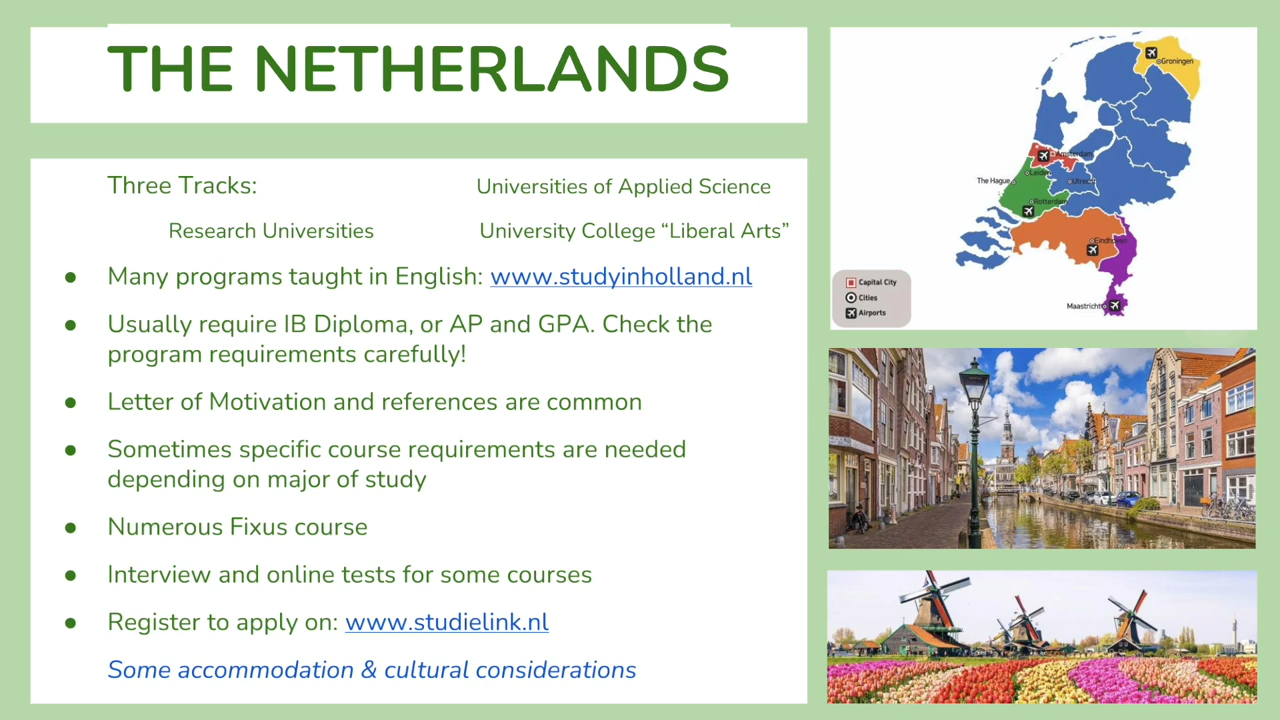 THE NETHERLANDS
Three Tracks:
Universities of Applied Science
Research Universities
University College “Liberal Arts”
● Many programs taught in English: www.studyinholland.nl
● Usually require IB Diploma, or AP and GPA. Check the
program requirements carefully!
● Letter of Motivation and references are common
● Sometimes specific course requirements are needed
depending on major of study
● Numerous Fixus course
● Interview and online tests for some courses
● Register to apply on: www.studielink.nl
Some accommodation & cultural considerations
Groningen
Amsterdam
Leiden
The Hague
Utrecht
Rotterdam
Eindhoven
Maastricht
Capital City
Cities
Airports